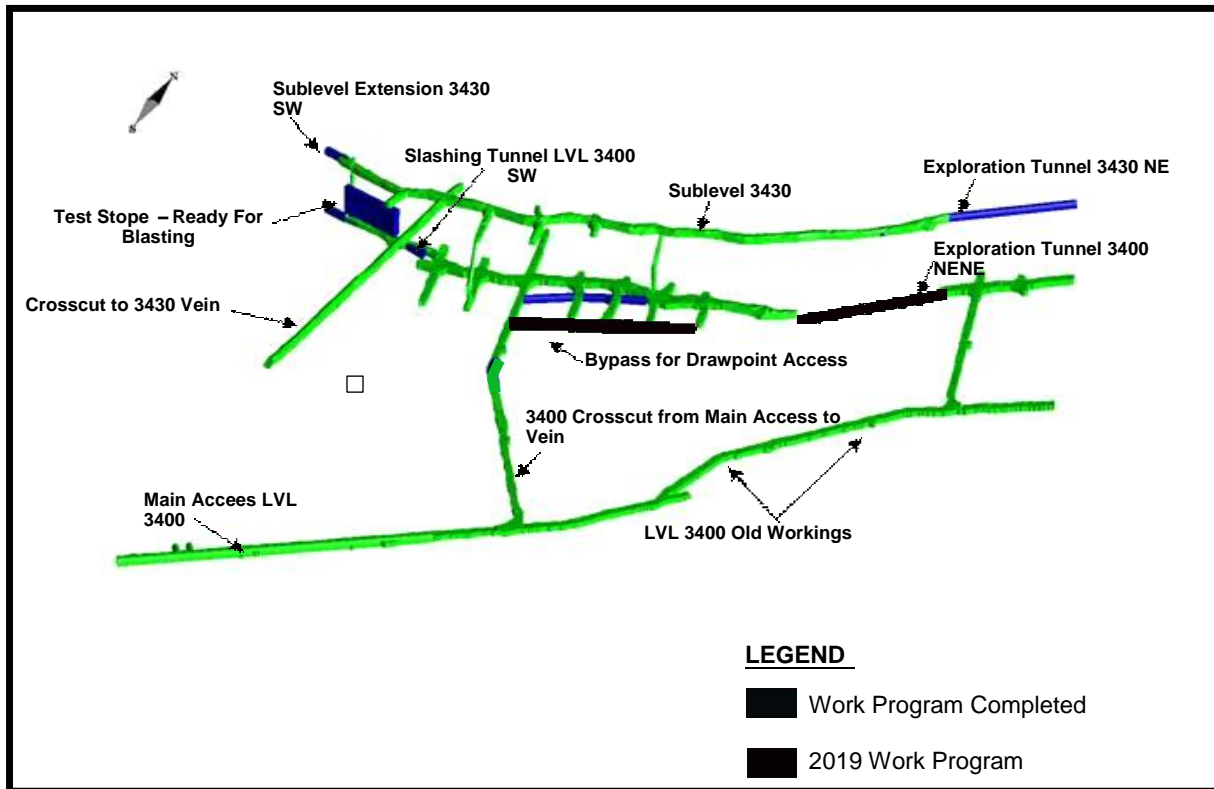 N
S
Sublevel Extension 3430
SW
Slashing Tunnel LVL 3400
SW
Exploration Tunnel 3430 NE
Sublevel 3430
Test Stope – Ready For
Blasting
Exploration Tunnel 3400
NENE
Crosscut to 3430 Vein
Bypass for Drawpoint Access
3400 Crosscut from Main Access to
Vein
Main Accees LVL
3400
LVL 3400 Old Workings
LEGEND
Work Program Completed
2019 Work Program